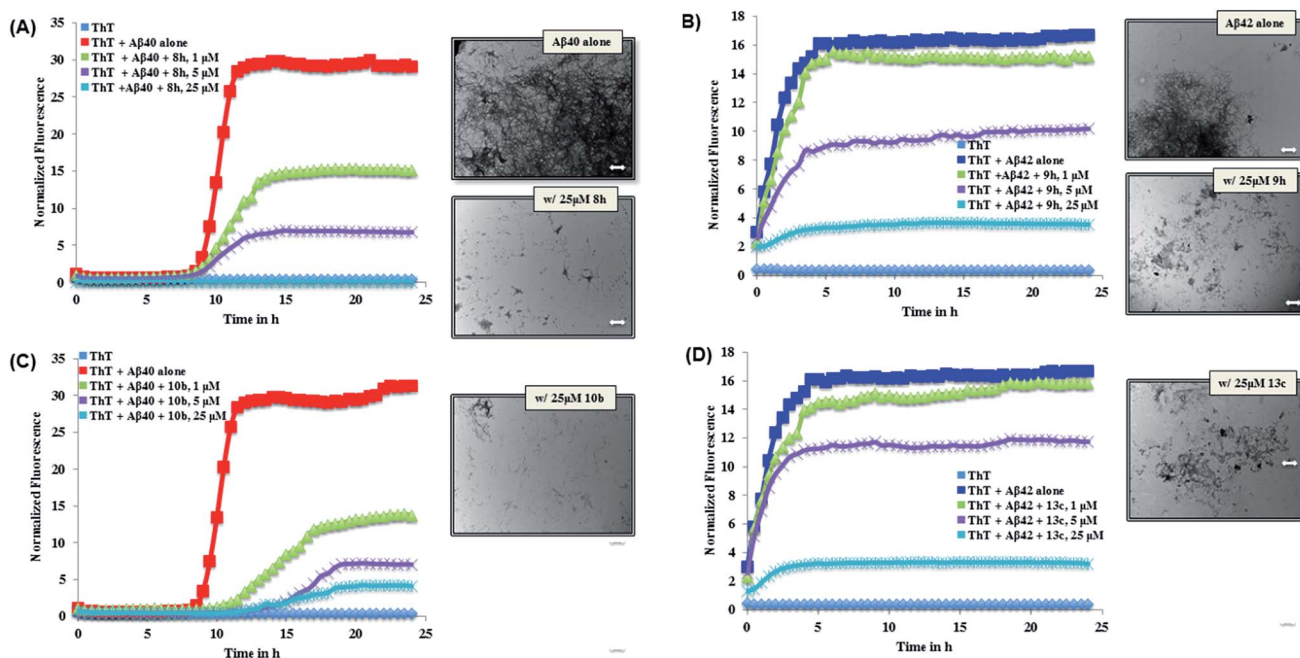 (A)
35
30
25
20
15
10
5
0
Normalized Fluorescence
0 5 10 15 20 25
Time in h
ThT
ThT + Aβ40 alone
ThT + Aβ40 + 8h, 1 µM
ThT + Aβ40 + 8h, 5 µM
ThT +Aβ40 + 8h, 25 µM
Aβ40 alone
w/ 25µM 8h
B)
18
16
14
12
10
8
6
4
2
0
Normalized Fluorescence
0 5 10 15 20 25
Time in h
ThT
ThT + Aβ42 alone
ThT +Aβ42 + 9h, 1 µM
ThT + Aβ42 + 9h, 5 µM
ThT + Aβ42 + 9h, 25 µM
Aβ42 alone
w/ 25µM 9h
(C)
35
30
25
20
15
10
5
0
Normalized Fluorescence
0 5 10 15 20 25
Time in h
ThT
ThT + Aβ40 alone
ThT + Aβ40 + 10b, 1 µM
ThT + Aβ40 + 10b, 5 µM
ThT + Aβ40 + 10b, 25 µM
w/ 25µM 10b
(D)
18
16
14
12
10
8
6
4
2
0
Normalized Fluorescence
0 5 10 15 20 25
Time in h
ThT
ThT + Aβ42 alone
ThT + Aβ42 + 13c, 1 µM
ThT + Aβ42 + 13c, 5 µM
ThT + Aβ42 + 13c, 25 µM
w/ 25µM 13c